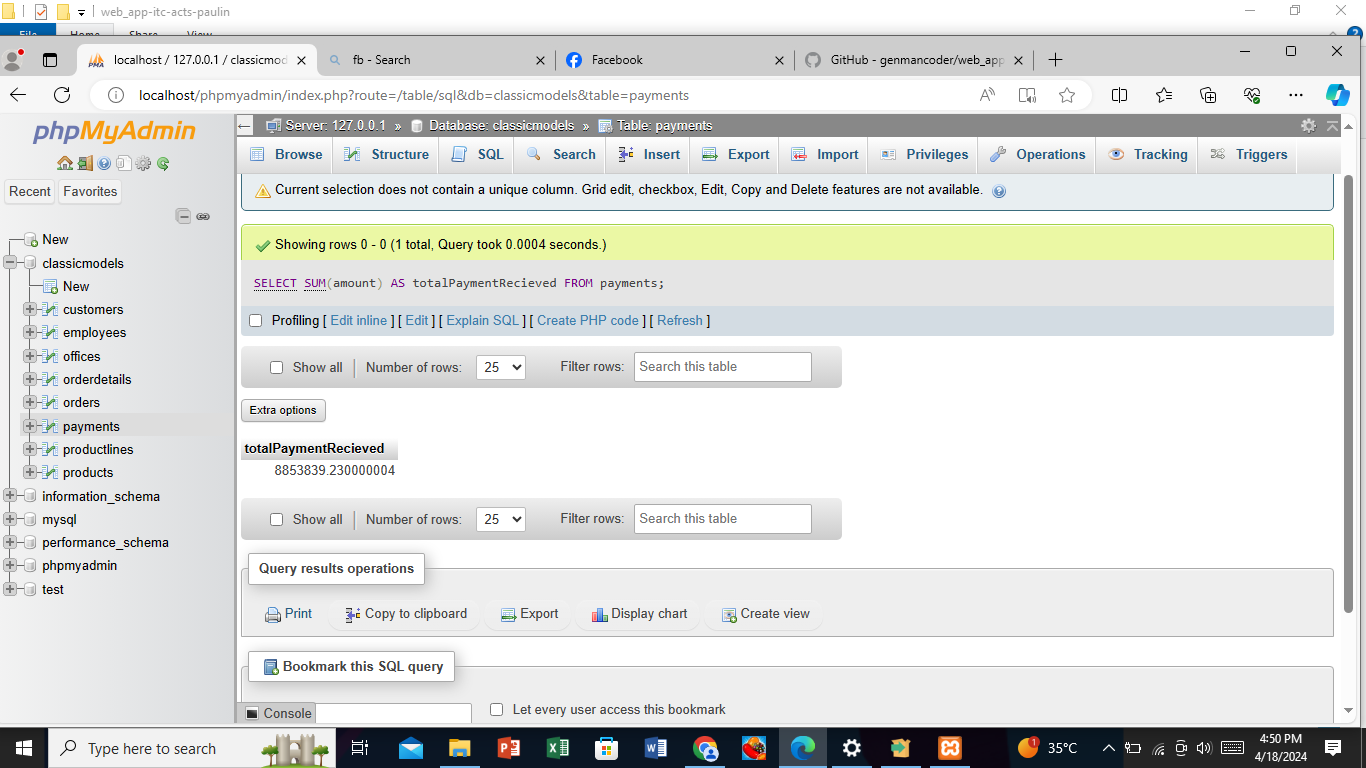 web_app-itc-acts-paulin
File Home Share View
localhost / 127.0.0.1 / classicmod
fb - Search
Facebook
GitHub - genmancoder/web_app
localhost/phpmyadmin/index.php?route=/table/sql&db=classicmodels&table=payments
phpMyAdmin
Recent Favorites
New
classicmodels
New
customers
employees
offices
orderdetails
orders
payments
productlines
products
information_schema
mysql
performance_schema
phpmyadmin
test
Server: 127.0.0.1 » Database: classicmodels » Table: payments
Browse Structure SQL Search Insert Export Import Privileges Operations Tracking Triggers
Current selection does not contain a unique column. Grid edit, checkbox, Edit, Copy and Delete features are not available.
Showing rows 0 - 0 (1 total, Query took 0.0004 seconds.)
SELECT SUM(amount) AS totalPaymentRecieved FROM payments;
Profiling [ Edit inline ] [ Edit ] [ Explain SQL ] [ Create PHP code ] [ Refresh ]
Show all Number of rows: 25 Filter rows: Search this table
Extra options
totalPaymentRecieved
8853839.230000004
Show all Number of rows: 25 Filter rows: Search this table
Query results operations
Print Copy to clipboard Export Display chart Create view
Bookmark this SQL query
Console
Let every user access this bookmark
Type here to search
35°C
4:50 PM
4/18/2024